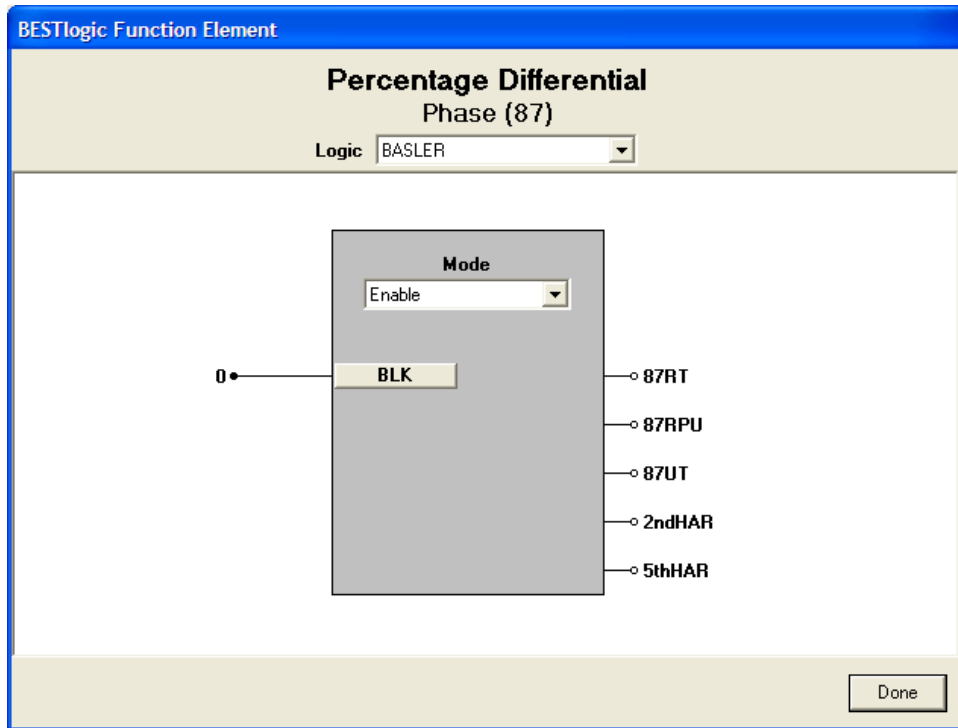 BESTlogic Function Element
Percentage Differential
Phase (87)
Logic BASLER
Mode
Enable
0 BLK 87RT
87RPU
87UT
2ndHAR
5thHAR
Done